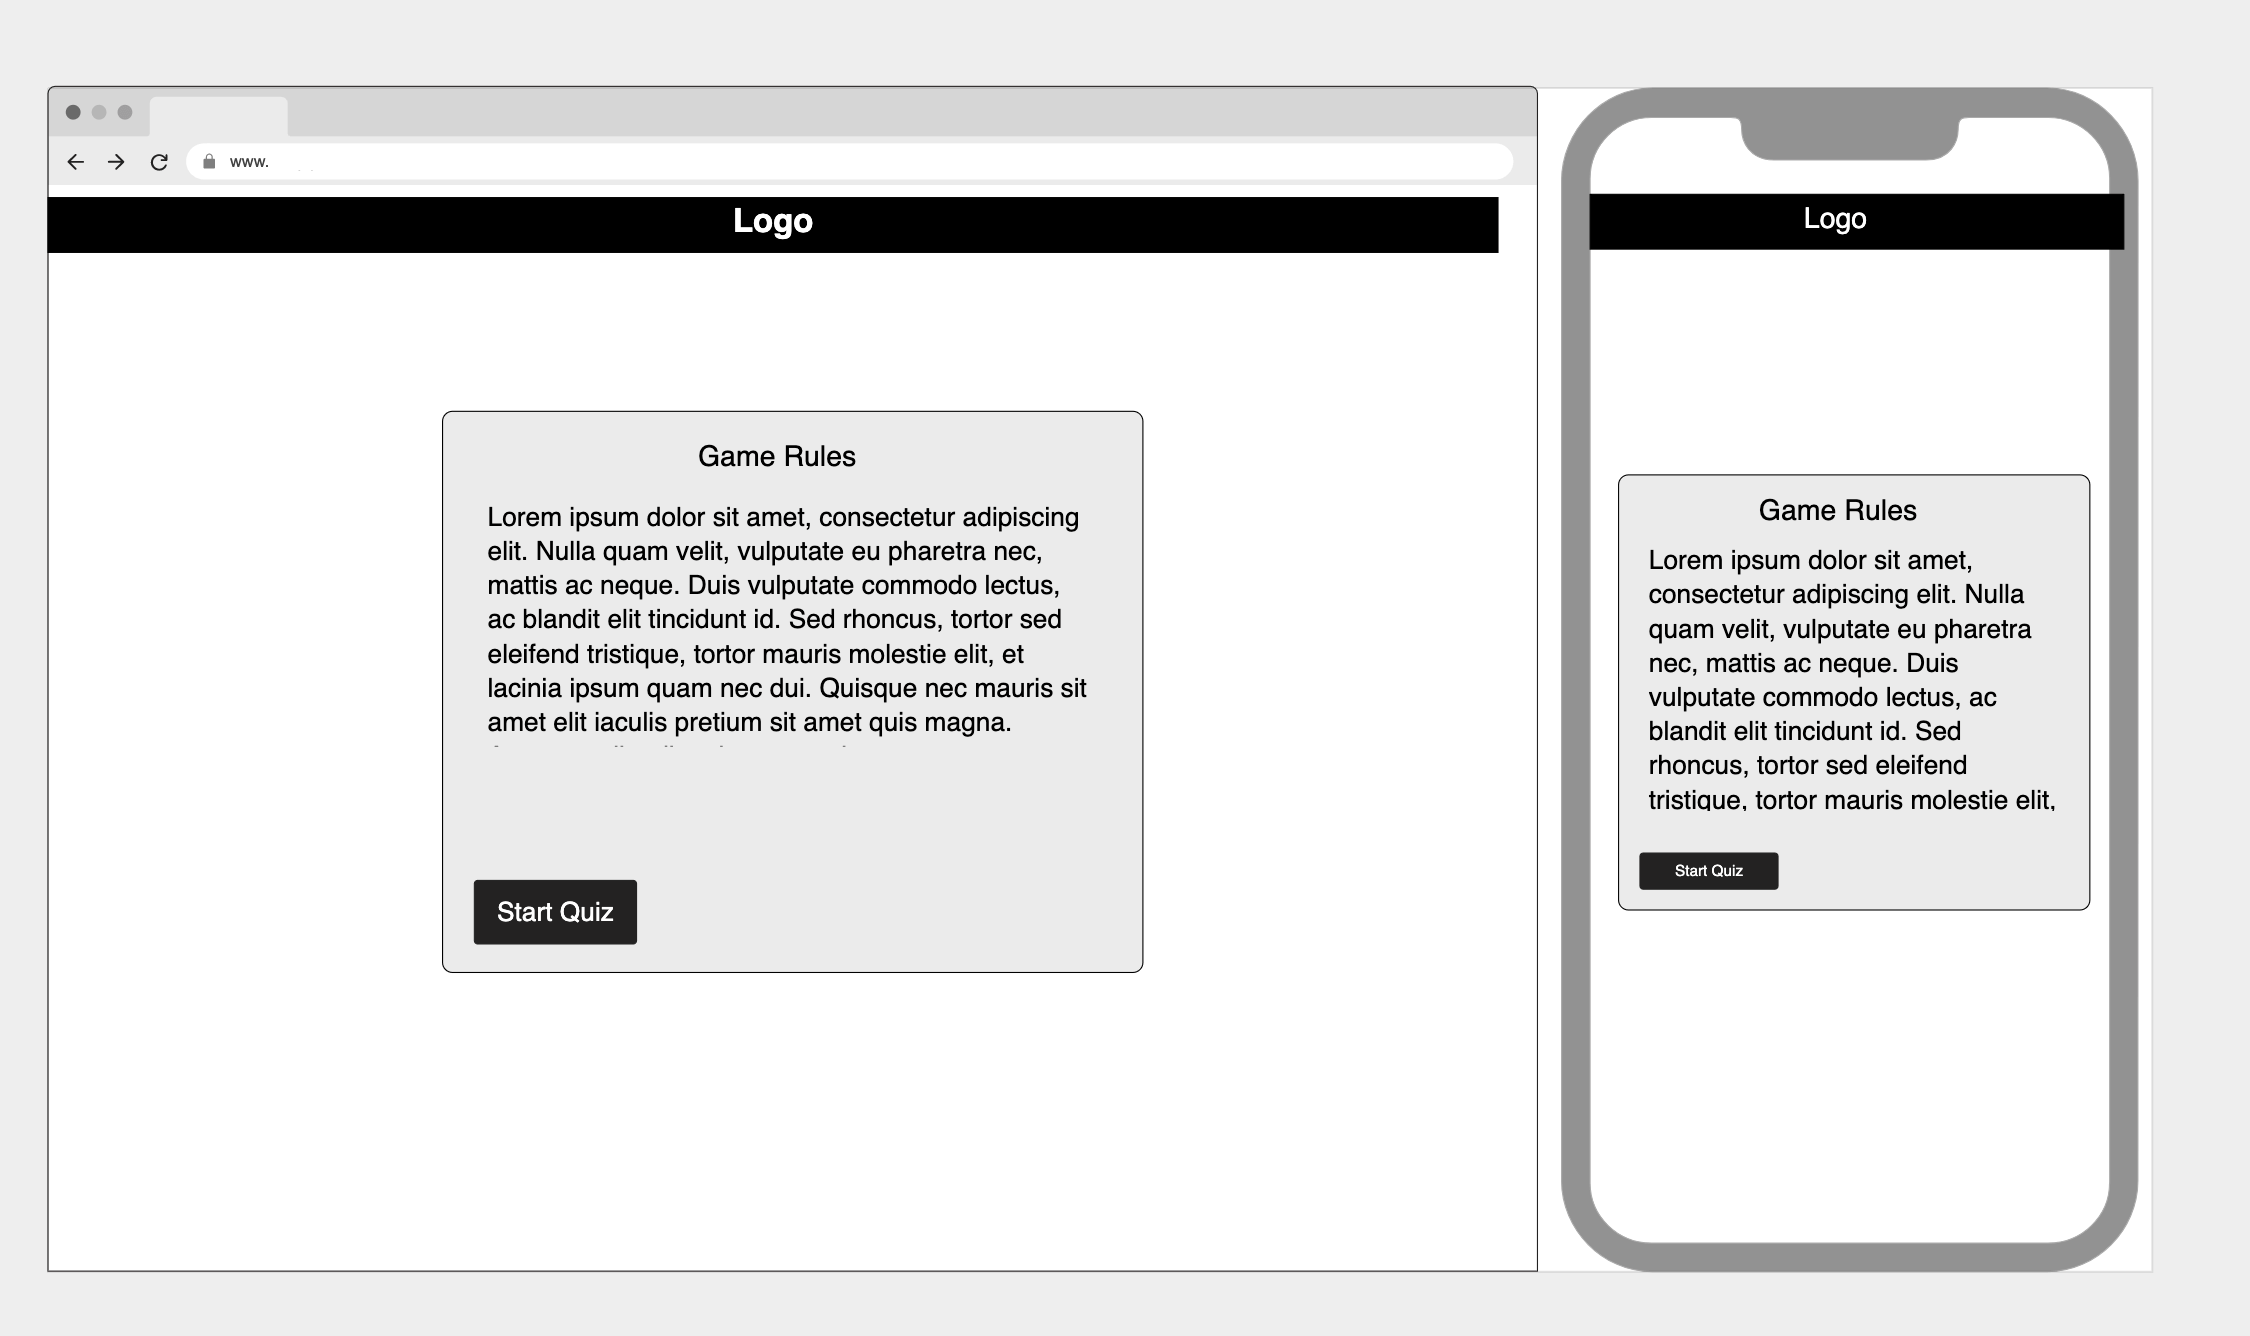 www.
Logo
Game Rules
Lorem ipsum dolor sit amet, consectetur adipiscing
elit. Nulla quam velit, vulputate eu pharetra nec,
mattis ac neque. Duis vulputate commodo lectus,
ac blandit elit tincidunt id. Sed rhoncus, tortor sed
eleifend tristique, tortor mauris molestie elit, et
lacinia ipsum quam nec dui. Quisque nec mauris sit
amet elit iaculis pretium sit amet quis magna.
Start Quiz
Logo
Game Rules
Lorem ipsum dolor sit amet,
consectetur adipiscing elit. Nulla
quam velit, vulputate eu pharetra
nec, mattis ac neque. Duis
vulputate commodo lectus, ac
blandit elit tincidunt id. Sed
rhoncus, tortor sed eleifend
tristique, tortor mauris molestie elit,
Start Quiz